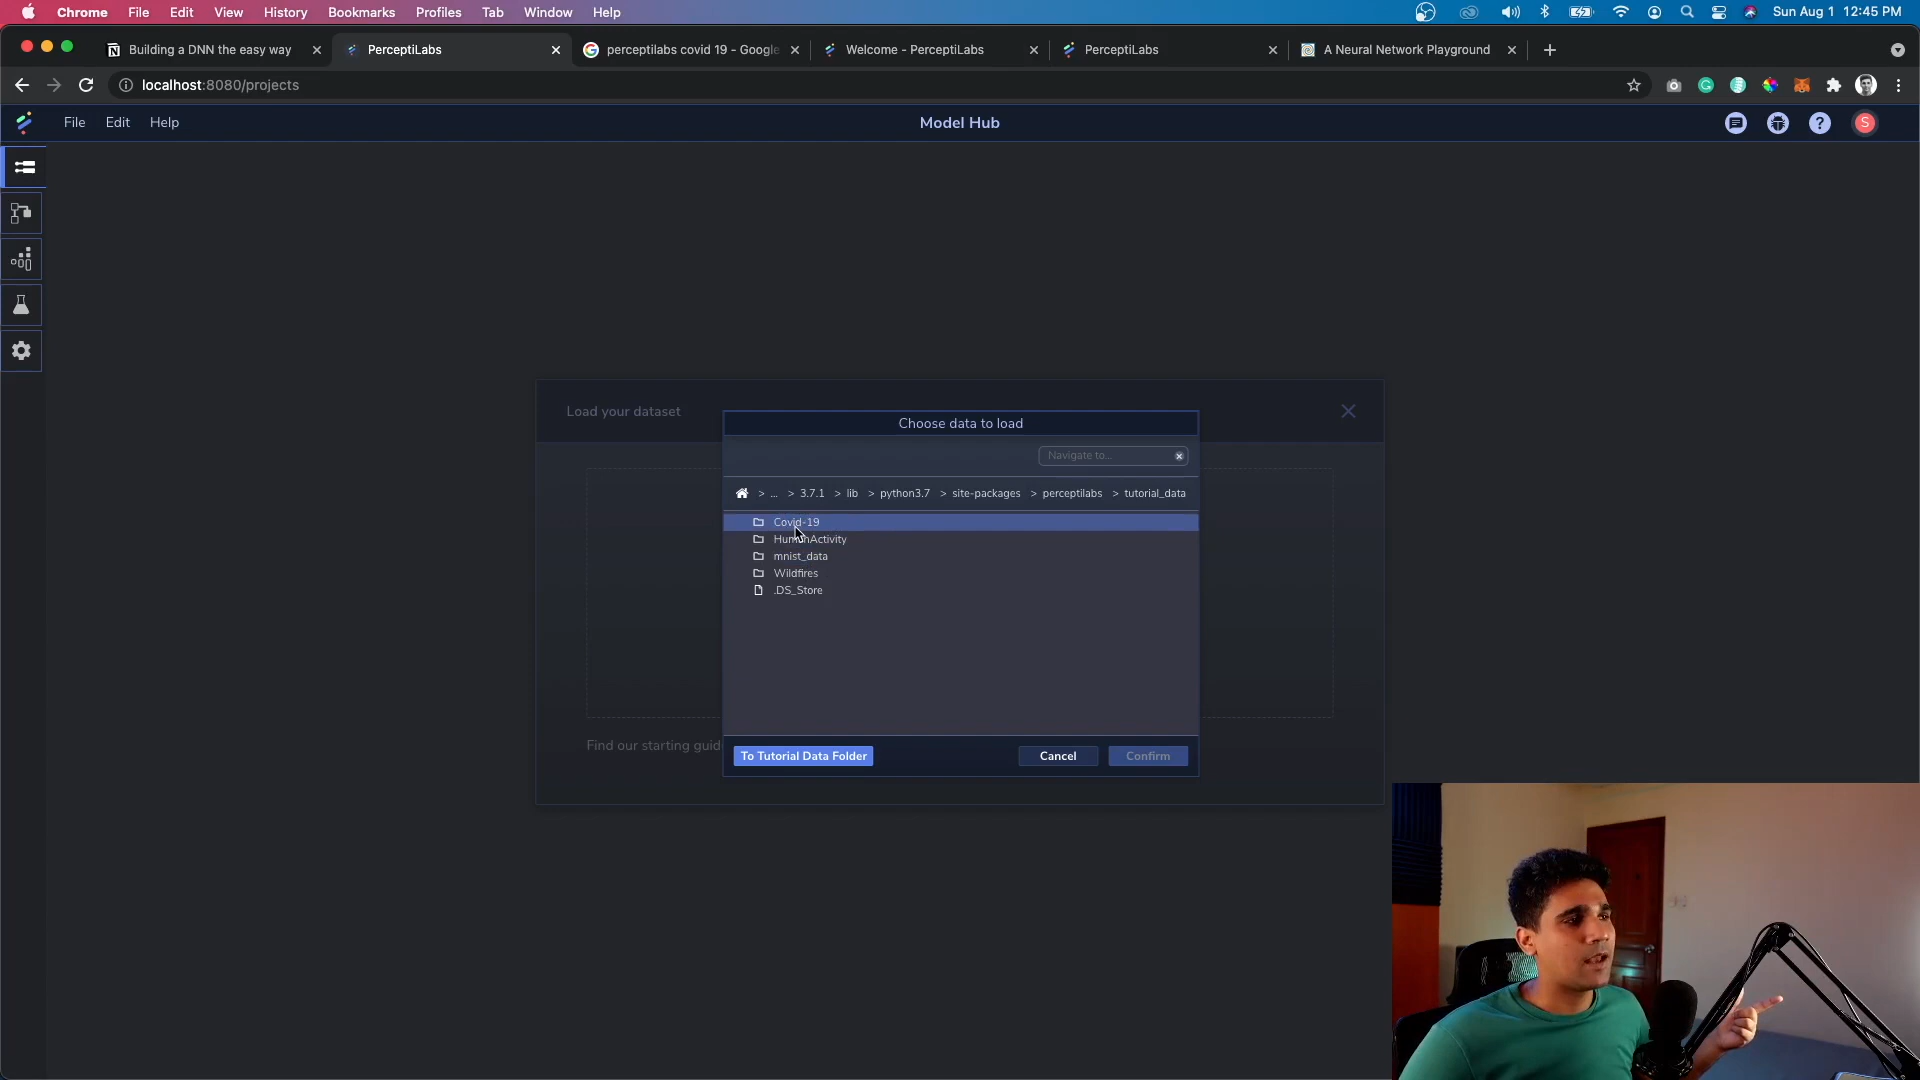 Chrome File Edit View History Bookmarks Profiles Tab Window Help Sun Aug 1 12:45 PM
Building a DNN the easy way PerceptiLabs perceptilabs covid 19 - Google Welcome - PerceptiLabs PerceptiLabs A Neural Network Playground
localhost:8080/projects
File Edit Help Model Hub S
Load your dataset
Choose data to load
Navigate to...
> ... > 3.7.1 > lib > python3.7 > site-packages > perceptilabs > tutorial_data
Covid-19
HumanActivity
mnist_data
Wildfires
.DS_Store
Find our starting guid
To Tutorial Data Folder Cancel Confirm